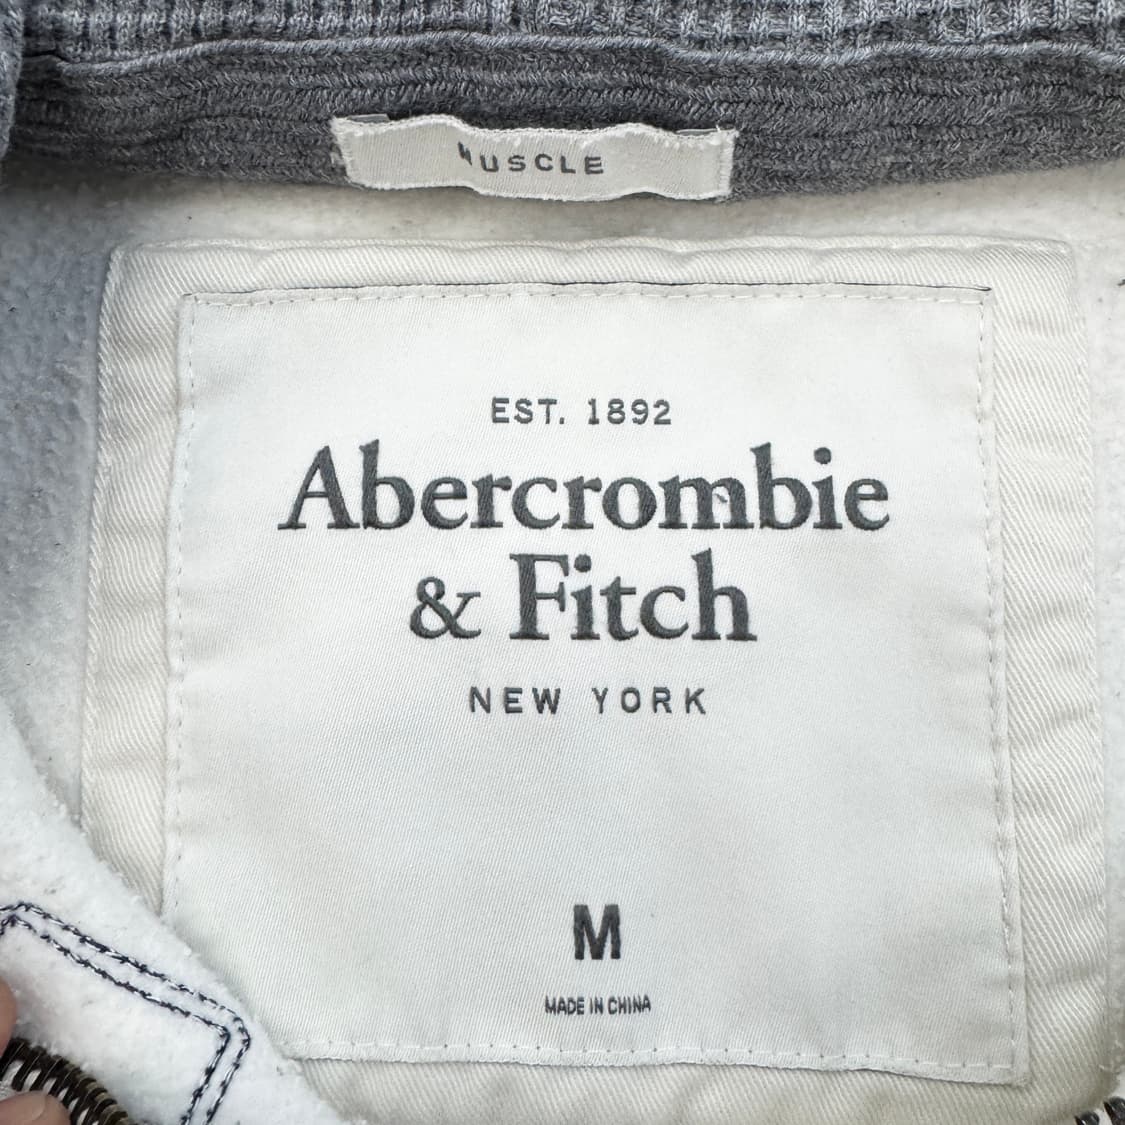 MUSCLE
EST. 1892
Abercrombie
& Fitch
NEW YORK
M
MADE IN CHINA